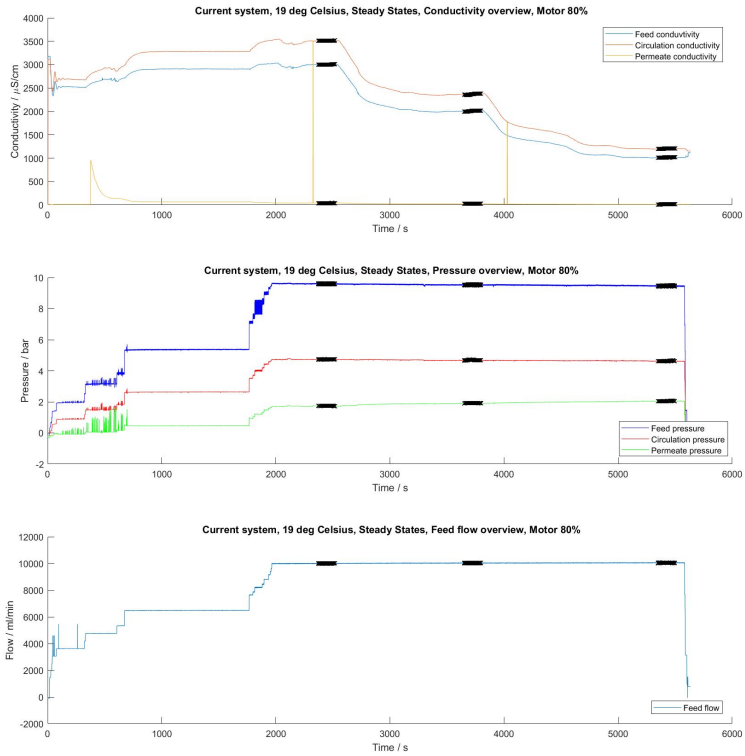 Current system, 19 deg Celsius, Steady States, Conductivity overview, Motor 80%
Conductivity / μS/cm
4000
3500
3000
2500
2000
1500
1000
500
0
Feed conduvtivity
Circulation conductivity
Permeate conductivity
0 1000 2000 3000 4000 5000 6000
Time / s
Current system, 19 deg Celsius, Steady States, Pressure overview, Motor 80%
Pressure / bar
10
8
6
4
2
0
-2
Feed pressure
Circulation pressure
Permeate pressure
0 1000 2000 3000 4000 5000 6000
Time / s
Current system, 19 deg Celsius, Steady States, Feed flow overview, Motor 80%
Flow / ml/min
12000
10000
8000
6000
4000
2000
0
-2000
Feed flow
0 1000 2000 3000 4000 5000 6000
Time / s